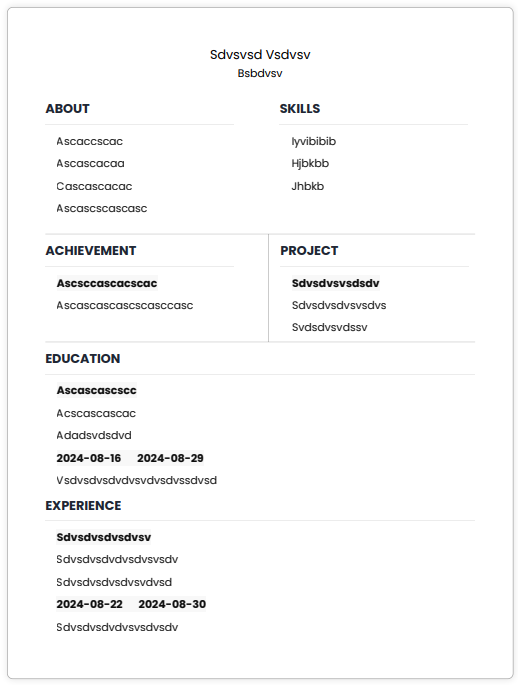 Sdvsvsd Vsdvsv
Bsbdvsv
ABOUT
Ascaccscac
Ascascacaa
Cascascacac
Ascascscascasc
SKILLS
Iyvibibib
Hjbkbb
Jhbkb
ACHIEVEMENT
Ascsccascacscac
Ascascascascscasccasc
PROJECT
Sdvsdvsvsdsdv
Sdvsdvsdvsvsdvs
Svdsdvsvdssv
EDUCATION
Ascascascscc
Acscascascac
Adadsvdsdvd
2024-08-16 2024-08-29
Vsdvsdvsdvdvsvdvsdvssdvsd
EXPERIENCE
Sdvsdvsdvsdvsv
Sdvsdvsdvdvsdvsvsdv
Sdvsdvsdvsdvsvdvsd
2024-08-22 2024-08-30
Sdvsdvsdvdvsvsdvsdv